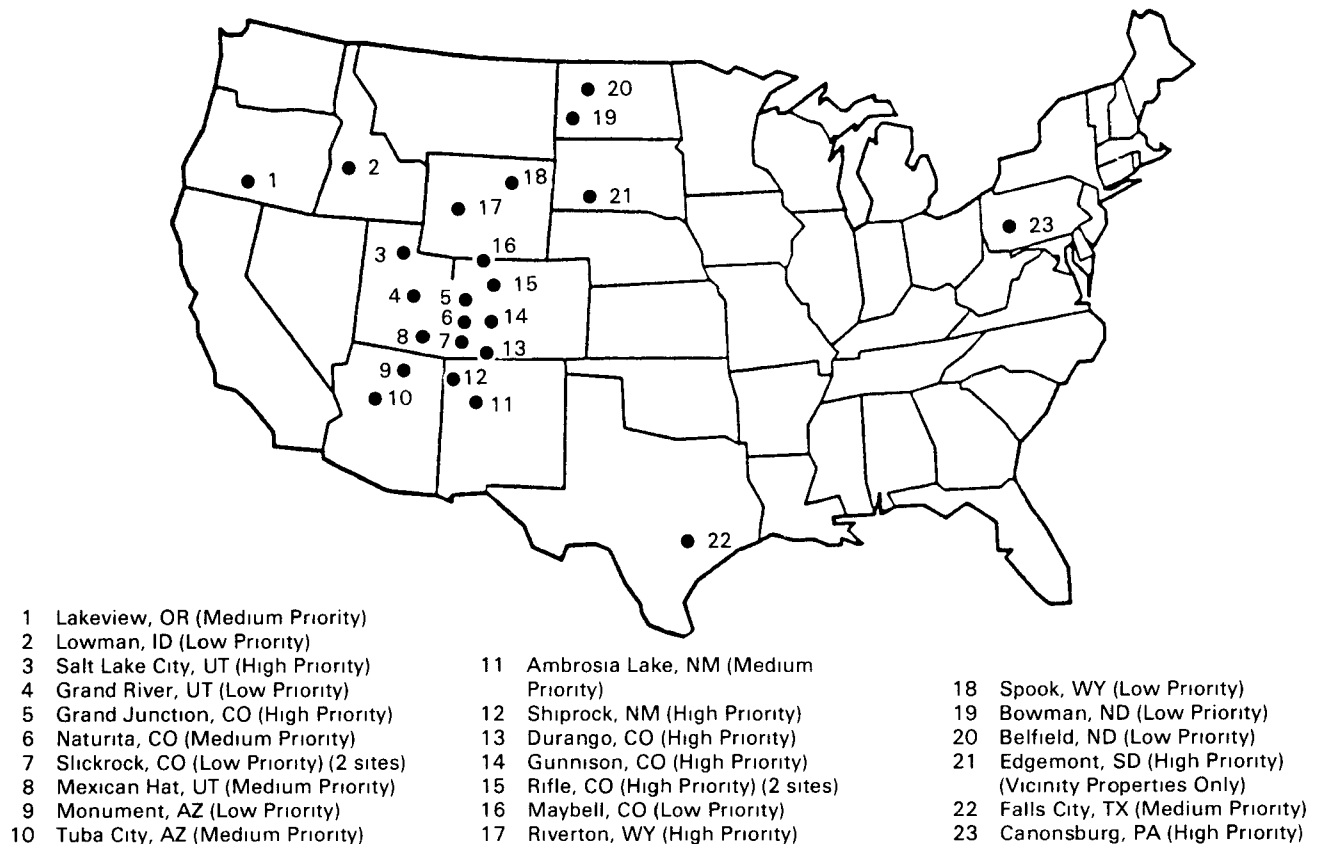 20
19
1
2
18
17
21
23
3
16
15
4
5
6
14
8
7
13
9
12
10
11
22
1 Lakeview, OR (Medium Priority)
2 Lowman, ID (Low Priority)
3 Salt Lake City, UT (High Priority)
4 Grand River, UT (Low Priority)
5 Grand Junction, CO (High Priority)
6 Naturita, CO (Medium Priority)
7 Slickrock, CO (Low Priority) (2 sites)
8 Mexican Hat, UT (Medium Priority)
9 Monument, AZ (Low Priority)
10 Tuba City, AZ (Medium Priority)
11 Ambrosia Lake, NM (Medium
Priority)
12 Shiprock, NM (High Priority)
13 Durango, CO (High Priority)
14 Gunnison, CO (High Priority)
15 Rifle, CO (High Priority) (2 sites)
16 Maybell, CO (Low Priority)
17 Riverton, WY (High Priority)
18 Spook, WY (Low Priority)
19 Bowman, ND (Low Priority)
20 Belfield, ND (Low Priority)
21 Edgemont, SD (High Priority)
(Vicinity Properties Only)
22 Falls City, TX (Medium Priority)
23 Canonsburg, PA (High Priority)